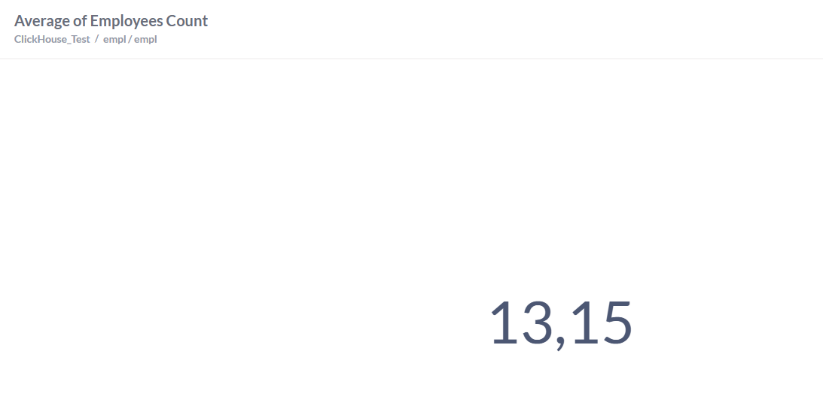 Average of Employees Count
ClickHouse_Test / empl / empl
13,15